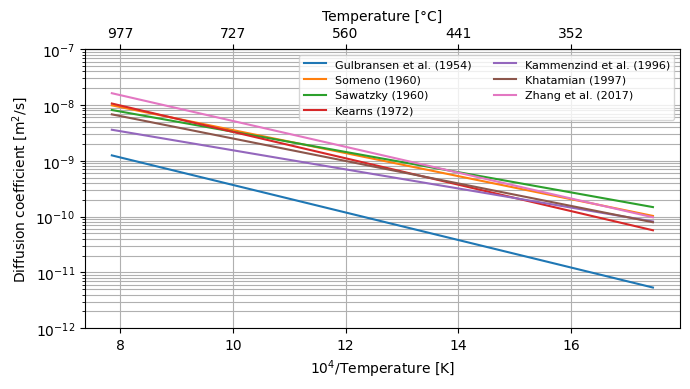 Temperature [°C]
977 727 560 441 352
10⁻⁷
10⁻⁸
10⁻⁹
10⁻¹⁰
10⁻¹¹
10⁻¹²
Diffusion coefficient [m²/s]
Gulbransen et al. (1954)
Someno (1960)
Sawatzky (1960)
Kearns (1972)
Kammenzind et al. (1996)
Khatamian (1997)
Zhang et al. (2017)
8 10 12 14 16
10⁴/Temperature [K]